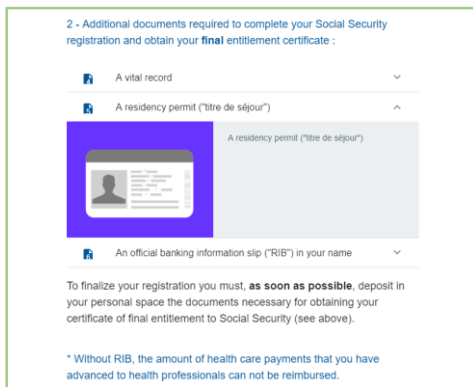 2 - Additional documents required to complete your Social Security
registration and obtain your final entitlement certificate :
A vital record
A residency permit ("titre de séjour")
A residency permit ("titre de séjour")
An official banking information slip ("RIB") in your name
To finalize your registration you must, as soon as possible, deposit in
your personal space the documents necessary for obtaining your
certificate of final entitlement to Social Security (see above).
* Without RIB, the amount of health care payments that you have
advanced to health professionals can not be reimbursed.